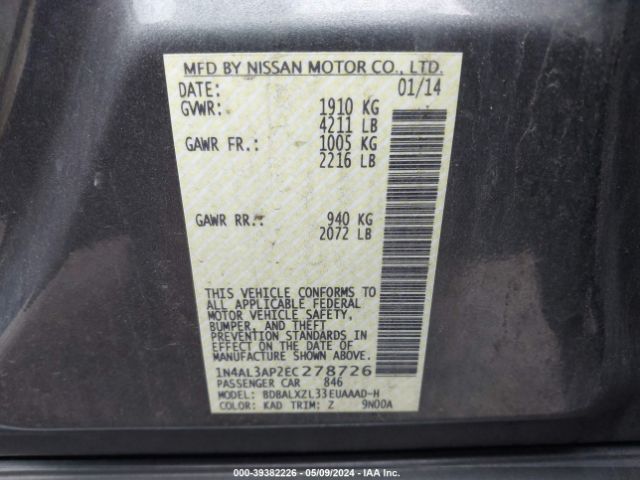 MFD BY NISSAN MOTOR CO., LTD.
DATE: 01/14
GVWR: 1910 KG
4211 LB
GAWR FR.: 1005 KG
2216 LB
GAWR RR.: 940 KG
2072 LB
THIS VEHICLE CONFORMS TO
ALL APPLICABLE FEDERAL
MOTOR VEHICLE SAFETY,
BUMPER, AND THEFT
PREVENTION STANDARDS IN
EFFECT ON THE DATE OF
MANUFACTURE SHOWN ABOVE.
1N4AL3AP2EC278726
PASSENGER CAR 846
MODEL: BDBALXZL33EUAAAD-H
COLOR: KAD TRIM: Z 9N00A
000-39382226 - 05/09/2024 - IAA Inc.